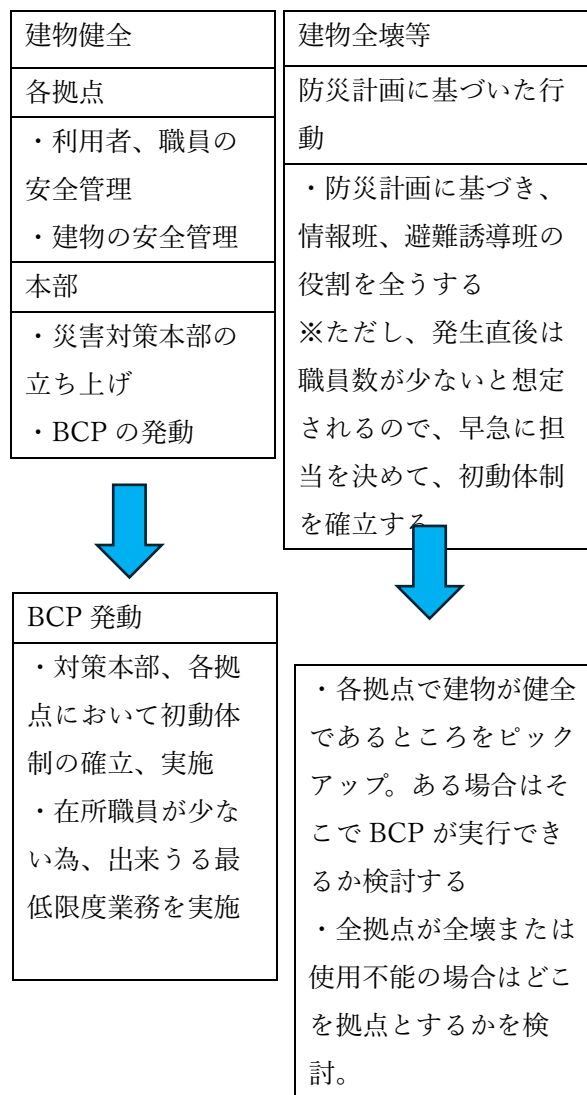 建物健全
各拠点
・利用者、職員の
安全管理
・建物の安全管理
本部
・災害対策本部の
立ち上げ
・BCP の発動
BCP 発動
・対策本部、各拠
点において初動体
制の確立、実施
・在所職員が少な
い為、出来うる最
低限度業務を実施
建物全壊等
防災計画に基づいた行
動
・防災計画に基づき、
情報班、避難誘導班の
役割を全うする
※ただし、発生直後は
職員数が少ないと想定
されるので、早急に担
当を決めて、初動体制
を確立する
・各拠点で建物が健全
であるところをピック
アップ。ある場合はそ
こで BCP が実行でき
るか検討する
・全拠点が全壊または
使用不能の場合はどこ
を拠点とするかを検
討。